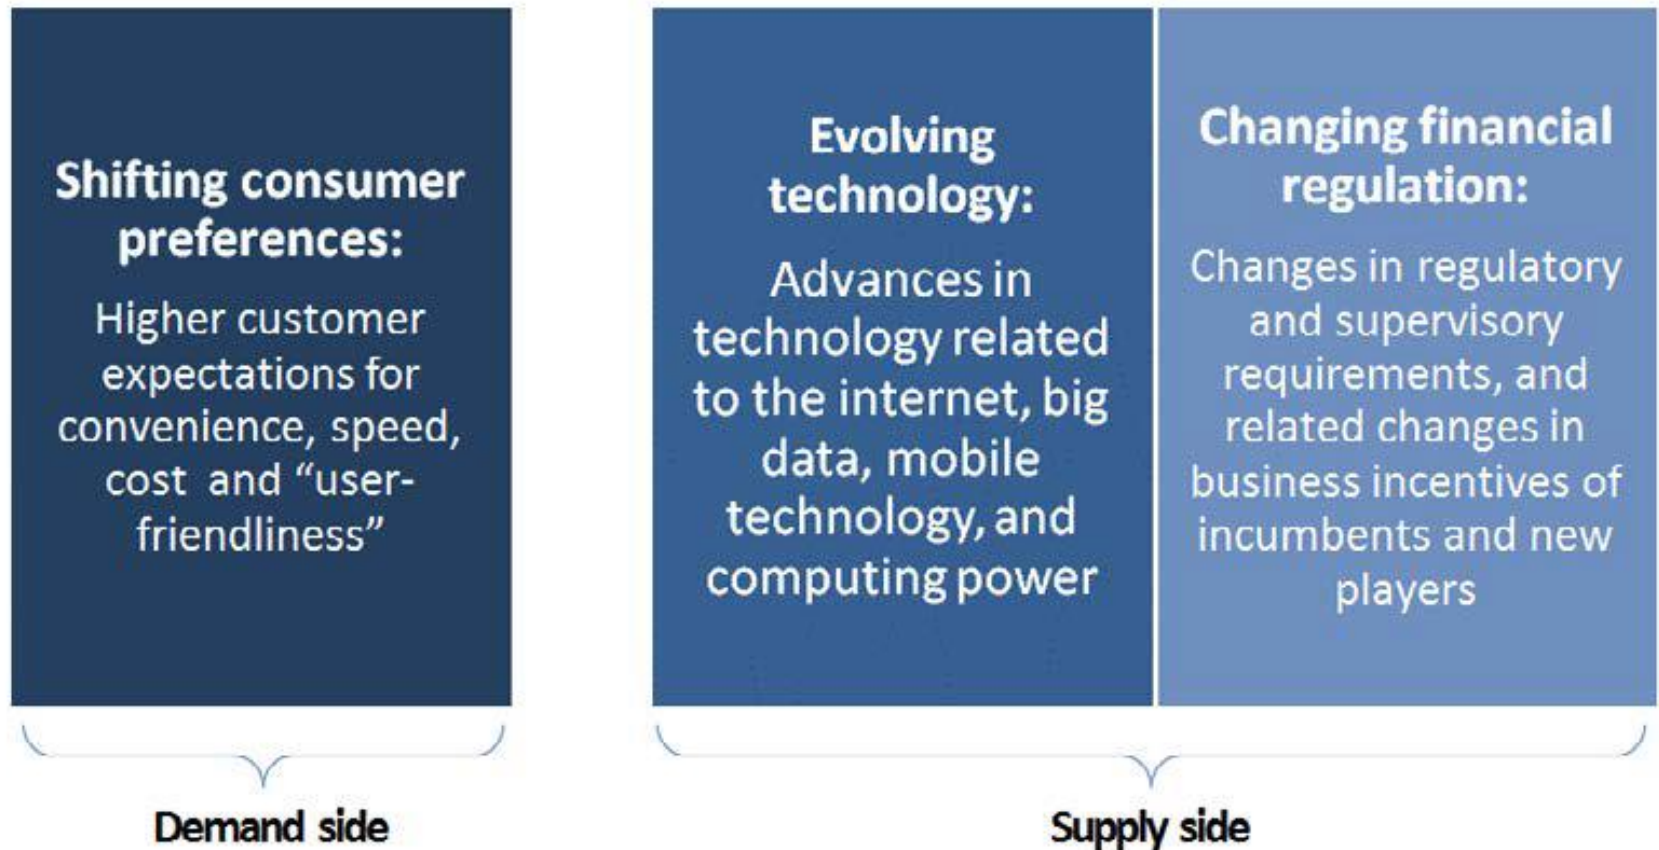 Shifting consumer
preferences:
Higher customer
expectations for
convenience, speed,
cost and “user-
friendliness”
Demand side
Evolving
technology:
Advances in
technology related
to the internet, big
data, mobile
technology, and
computing power
Changing financial
regulation:
Changes in regulatory
and supervisory
requirements, and
related changes in
business incentives of
incumbents and new
players
Supply side